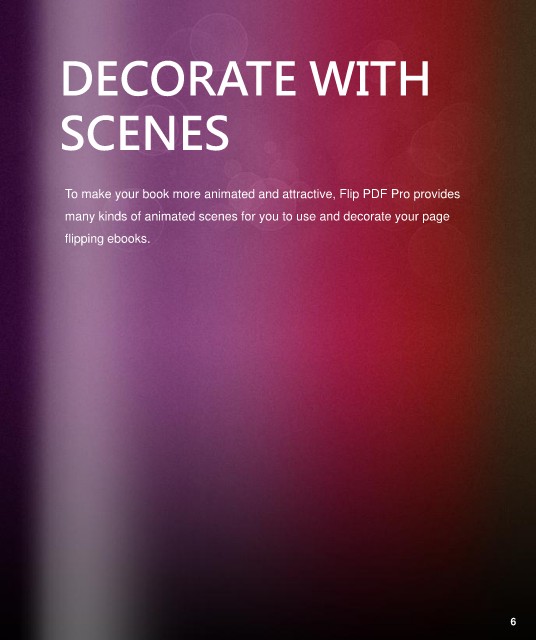 DECORATE WITH
SCENES
To make your book more animated and attractive, Flip PDF Pro provides
many kinds of animated scenes for you to use and decorate your page
flipping ebooks.
6